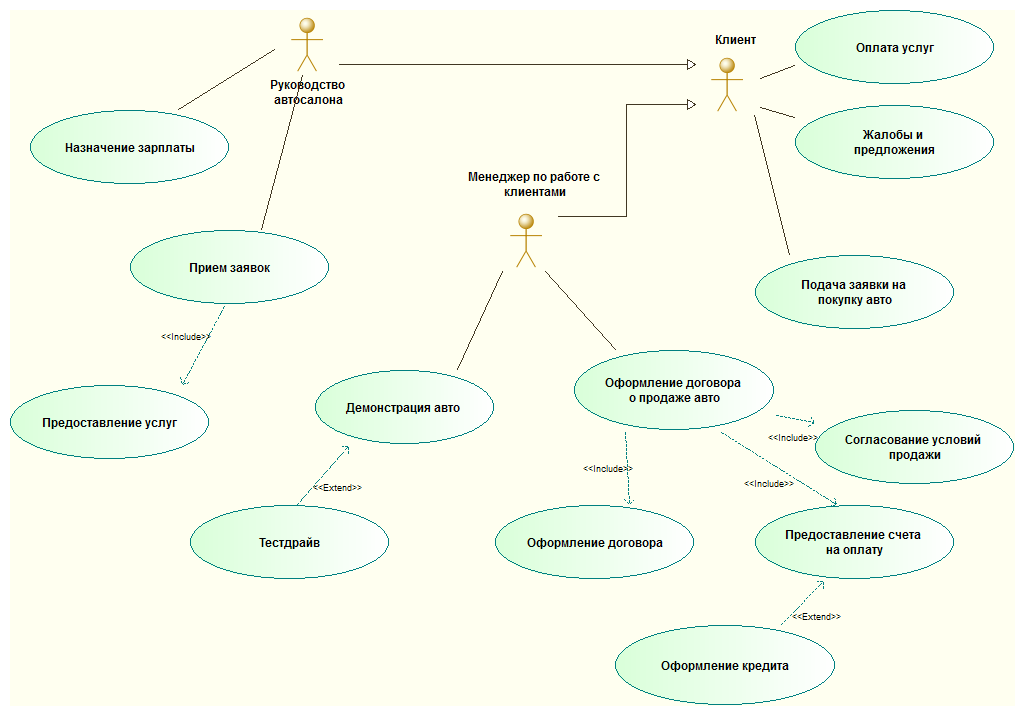 Клиент
Оплата услуг
Руководство
автосалона
Жалобы и
предложения
Назначение зарплаты
Менеджер по работе с
клиентами
Прием заявок
Подача заявки на
покупку авто
<<Include>>
Предоставление услуг
Демонстрация авто
Оформление договора
о продаже авто
<<Include>>
Согласование условий
продажи
<<Include>>
<<Include>>
<<Extend>>
Тестдрайв
Оформление договора
Предоставление счета
на оплату
<<Extend>>
Оформление кредита